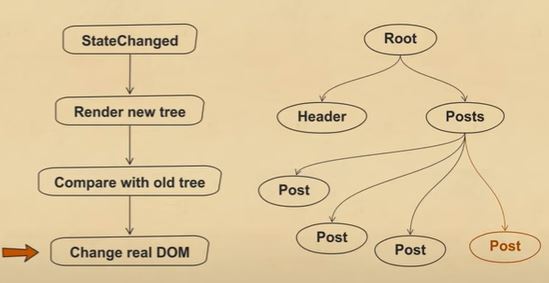 StateChanged
Render new tree
Compare with old tree
Change real DOM
Root
Header
Posts
Post
Post
Post
Post